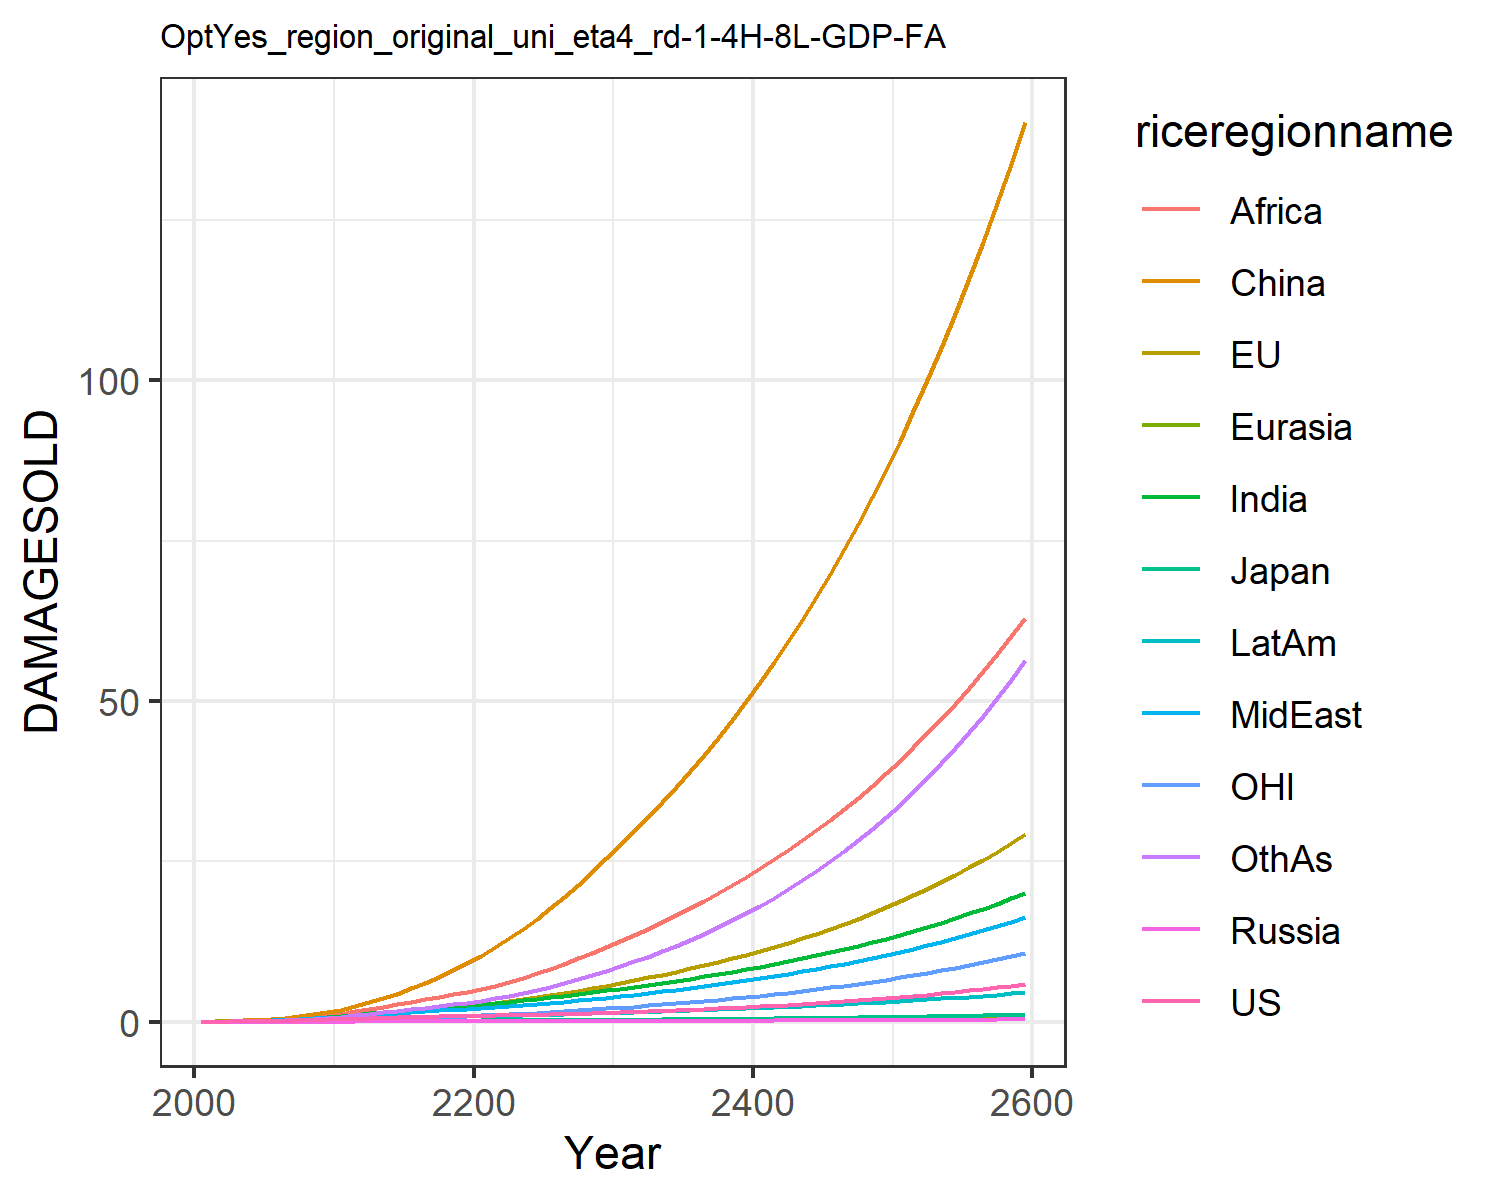 OptYes_region_original_uni_eta4_rd-1-4H-8L-GDP-FA
DAMAGESOLD
100
50
0
2000 2200 2400 2600
Year
riceregionname
Africa
China
EU
Eurasia
India
Japan
LatAm
MidEast
OHI
OthAs
Russia
US